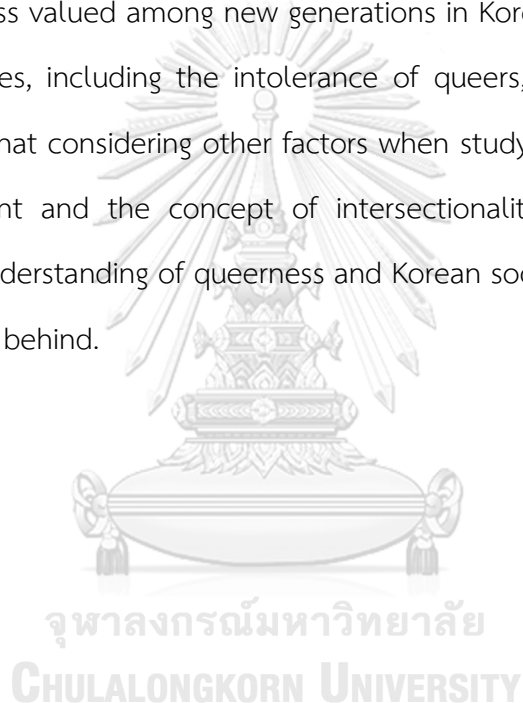 ss valued among new generations in Kore
es, including the intolerance of queers,
hat considering other factors when study
nt and the concept of intersectionalit
derstanding of queerness and Korean soc
behind.
จุฬาลงกรณ์มหาวิทยาลัย
CHULALONGKORN UNIVERSITY